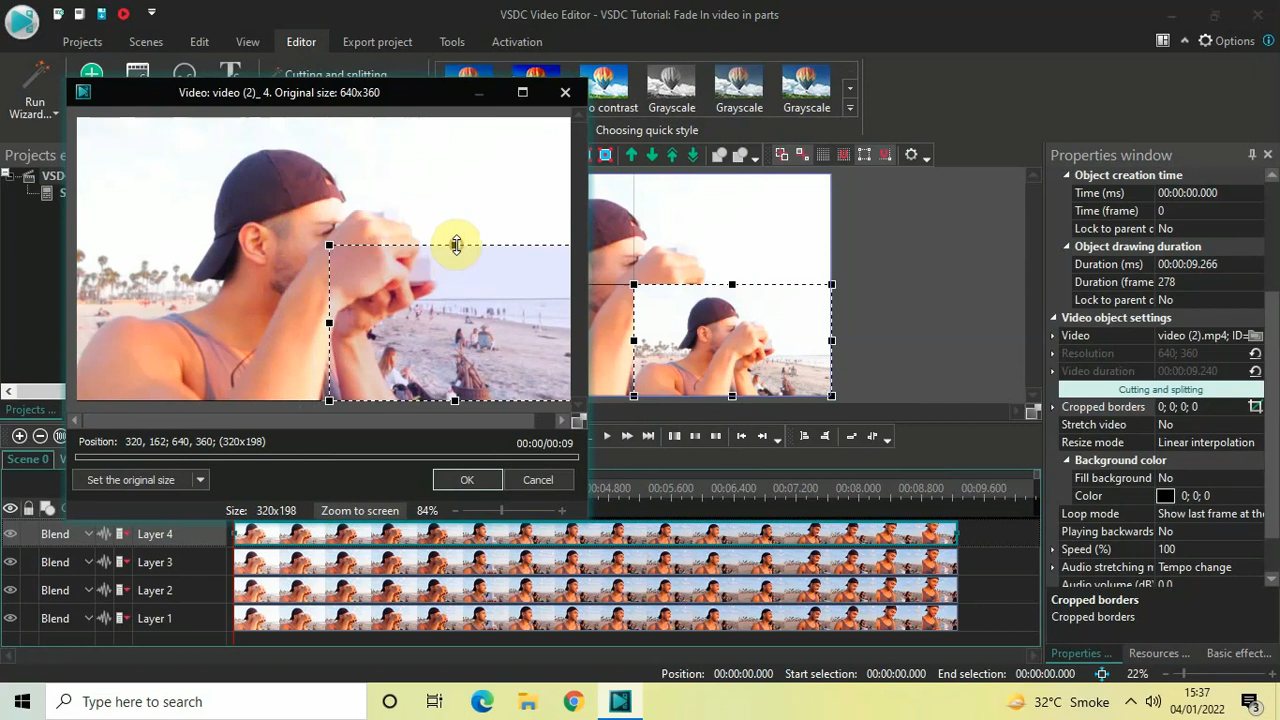 VSDC Video Editor - VSDC Tutorial: Fade In video in parts
Projects Scenes Edit View Editor Export project Tools Activation
Options
Run
Wizard...
Cutting and splitting
Grayscale Grayscale Grayscale
Choosing quick style
Video: video (2)_ 4. Original size: 640x360
Position: 320, 162; 640, 360; (320x198)
00:00/00:09
Set the original size
OK
Cancel
Size: 320x198
Zoom to screen
84%
Projects e
VSD
Projects ...
Scene 0
Properties window
Object creation time
Time (ms) 00:00:00.000
Time (frame) 0
Lock to parent d No
Object drawing duration
Duration (ms) 00:00:09.266
Duration (frame 278
Lock to parent d No
Video object settings
Video video (2).mp4; ID=
Resolution 640; 360
Video duration 00:00:09.240
Cutting and splitting
Cropped borders 0; 0; 0; 0
Stretch video No
Resize mode Linear interpolation
Background color
Fill background No
Color 0; 0; 0
Loop mode Show last frame at the
Playing backwards No
Speed (%) 100
Audio stretching m Tempo change
Audio volume (dB) 0.0
Cropped borders
Cropped borders
Properties ... Resources ... Basic effect...
00:04.800 00:05.600 00:06.400 00:07.200 00:08.000 00:08.800 00:09.600
Blend Layer 4
Blend Layer 3
Blend Layer 2
Blend Layer 1
Position: 00:00:00.000 Start selection: 00:00:00.000 End selection: 00:00:00.000 22%
Type here to search
32°C Smoke
15:37
04/01/2022
3